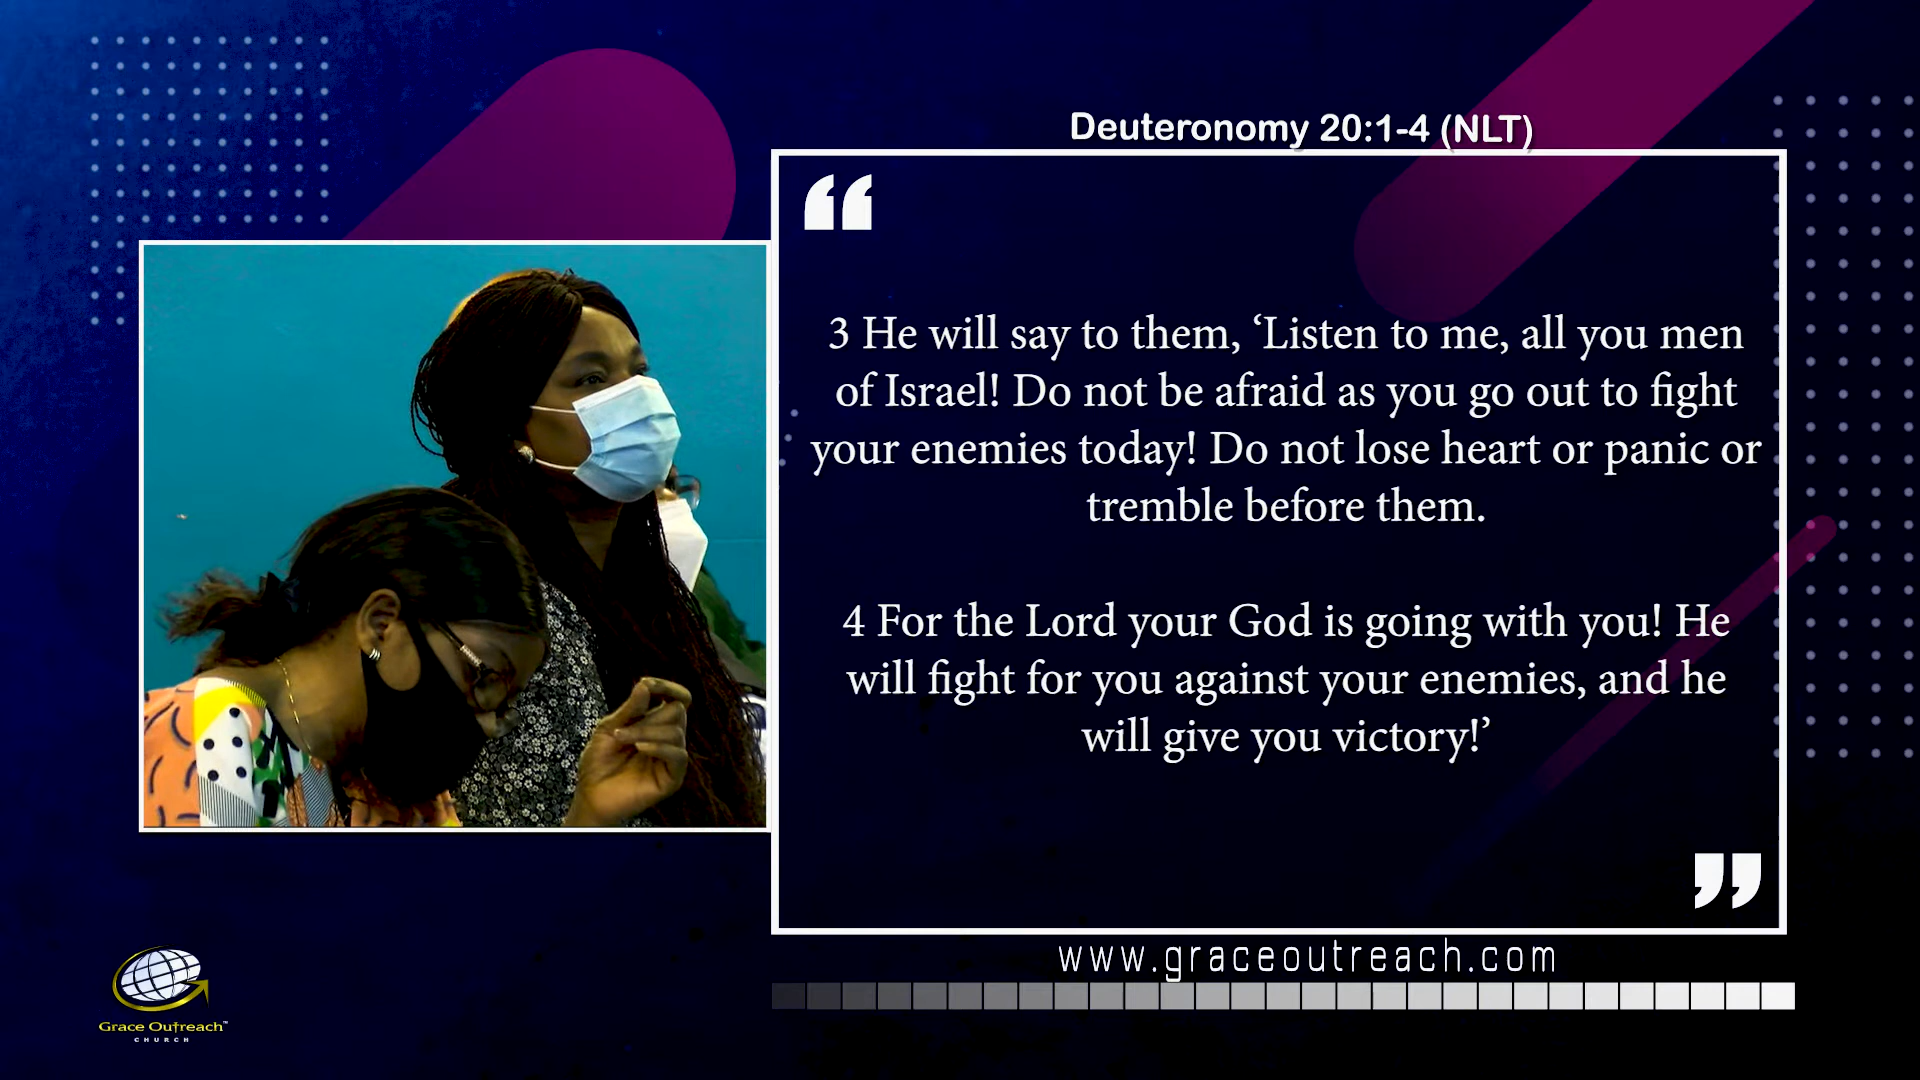 Deuteronomy 20:1-4 (NLT)
“
3 He will say to them, ‘Listen to me, all you men
of Israel! Do not be afraid as you go out to fight
your enemies today! Do not lose heart or panic or
tremble before them.
4 For the Lord your God is going with you! He
will fight for you against your enemies, and he
will give you victory!’
”
www.graceoutreach.com
Grace Outreach™
CHURCH